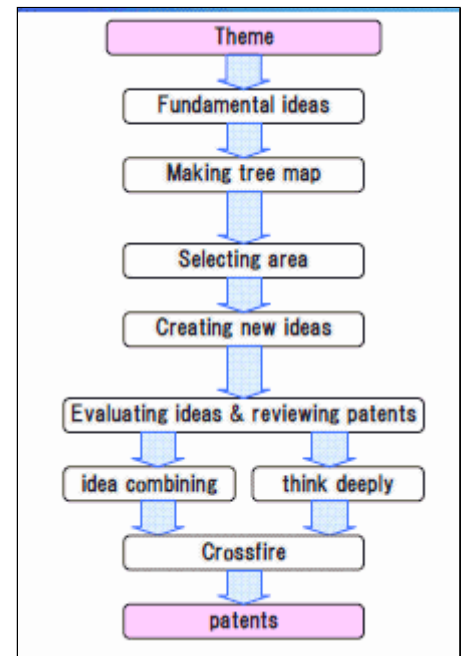 Theme
Fundamental ideas
Making tree map
Selecting area
Creating new ideas
Evaluating ideas & reviewing patents
idea combining
think deeply
Crossfire
patents